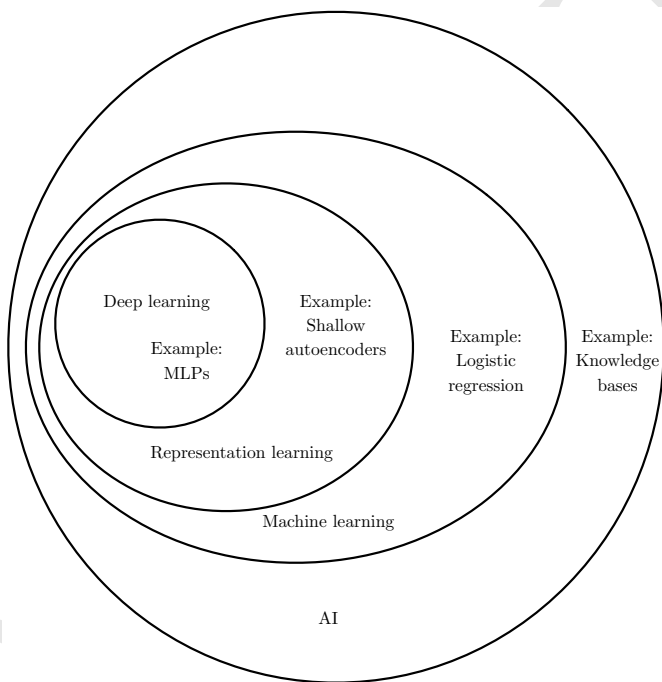 Deep learning
Example:
MLPs
Example:
Shallow
autoencoders
Example:
Logistic
regression
Example:
Knowledge
bases
Representation learning
Machine learning
AI